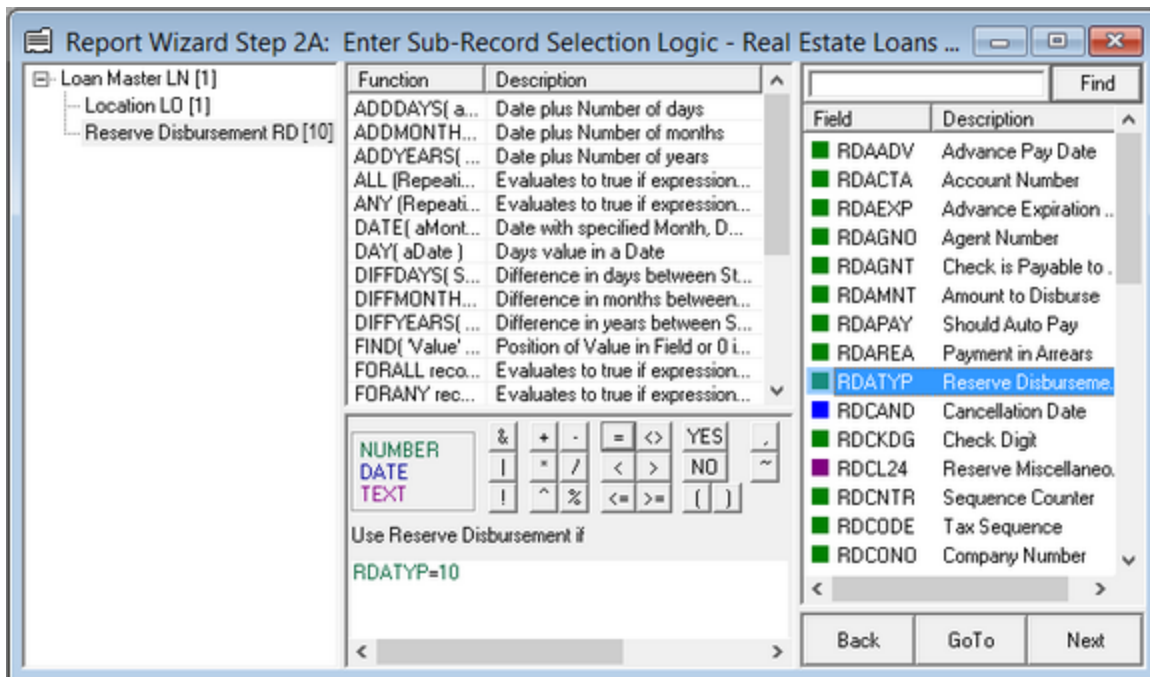 Report Wizard Step 2A: Enter Sub-Record Selection Logic - Real Estate Loans ...
Loan Master LN [1]
Location LO [1]
Reserve Disbursement RD [10]
Function Description
ADDDAYS( a... Date plus Number of days
ADDMONTH... Date plus Number of months
ADDYEARS( ... Date plus Number of years
ALL (Repeati... Evaluates to true if expression...
ANY (Repeati... Evaluates to true if expression...
DATE( aMont... Date with specified Month, D...
DAY( aDate ) Days value in a Date
DIFFDAYS( S... Difference in days between St...
DIFFMONTH... Difference in months between...
DIFFYEARS( ... Difference in years between S...
FIND( 'Value' ... Position of Value in Field or 0 i...
FORALL reco... Evaluates to true if expression...
FORANY rec... Evaluates to true if expression...
NUMBER
DATE
TEXT
& + - = <> YES ,
| * / < > NO ~
! ^ % <= >= ( )
Use Reserve Disbursement if
RDATYP=10
Find
Field Description
RDAADV Advance Pay Date
RDACTA Account Number
RDAEXP Advance Expiration ..
RDAGNO Agent Number
RDAGNT Check is Payable to .
RDAMNT Amount to Disburse
RDAPAY Should Auto Pay
RDAREA Payment in Arrears
RDATYP Reserve Disburseme.
RDCAND Cancellation Date
RDCKDG Check Digit
RDCL24 Reserve Miscellaneo.
RDCNTR Sequence Counter
RDCODE Tax Sequence
RDCONO Company Number
Back GoTo Next